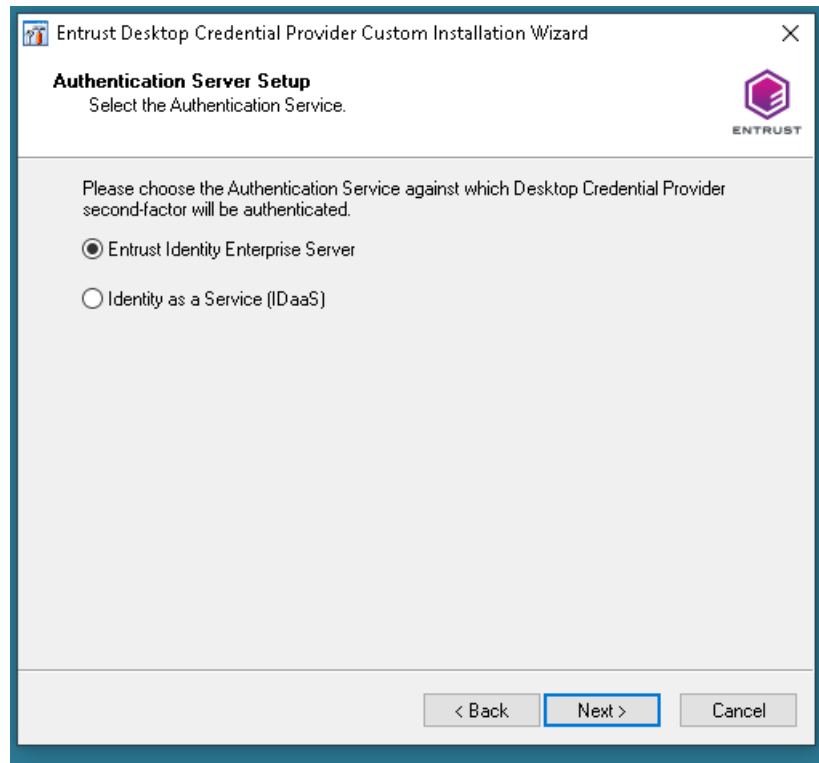 Entrust Desktop Credential Provider Custom Installation Wizard
Authentication Server Setup
Select the Authentication Service.
ENTRUST
Please choose the Authentication Service against which Desktop Credential Provider
second-factor will be authenticated.
Entrust Identity Enterprise Server
Identity as a Service (IDaaS)
< Back
Next >
Cancel